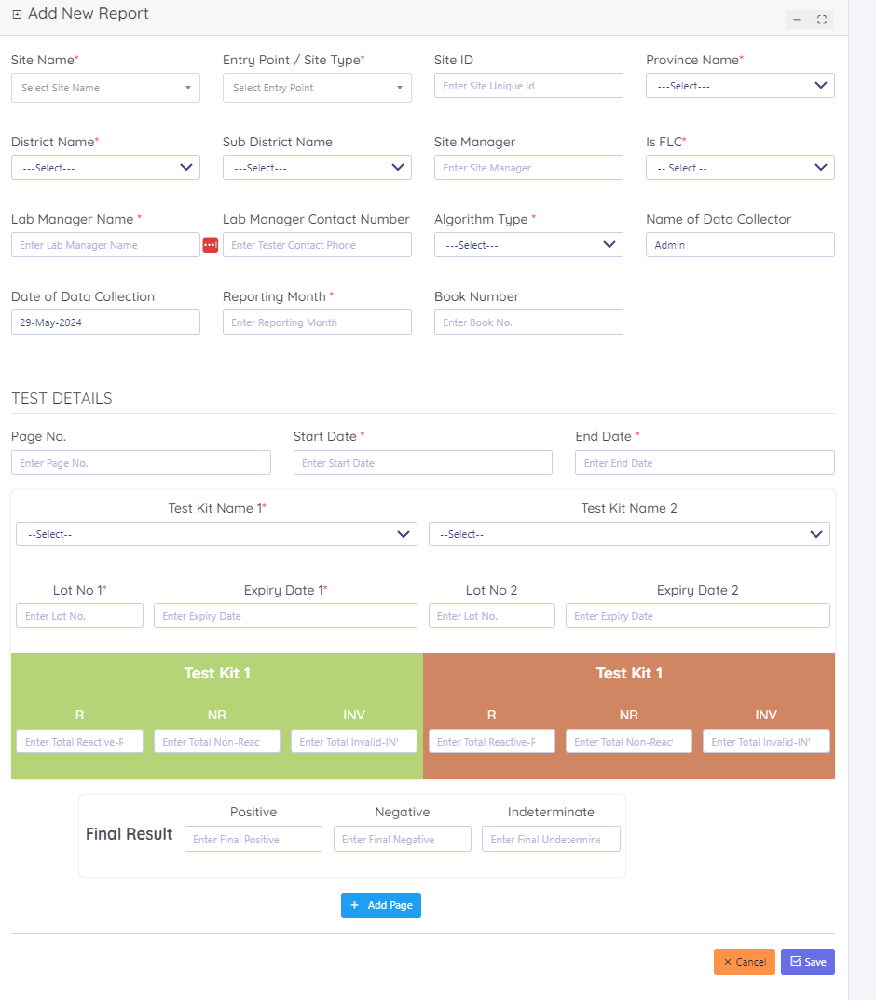 Add New Report
Site Name* Entry Point / Site Type* Site ID Province Name*
Select Site Name Select Entry Point Enter Site Unique Id ---Select---
District Name* Sub District Name Site Manager Is FLC*
---Select--- ---Select--- Enter Site Manager -- Select --
Lab Manager Name * Lab Manager Contact Number Algorithm Type * Name of Data Collector
Enter Lab Manager Name Enter Tester Contact Phone ---Select--- Admin
Date of Data Collection Reporting Month * Book Number
29-May-2024 Enter Reporting Month Enter Book No.
TEST DETAILS
Page No. Start Date * End Date *
Enter Page No. Enter Start Date Enter End Date
Test Kit Name 1* Test Kit Name 2
--Select-- --Select--
Lot No 1* Expiry Date 1* Lot No 2 Expiry Date 2
Enter Lot No. Enter Expiry Date Enter Lot No. Enter Expiry Date
Test Kit 1 Test Kit 1
R NR INV R NR INV
Enter Total Reactive-R Enter Total Non-Reac Enter Total Invalid-IN Enter Total Reactive-R Enter Total Non-Reac Enter Total Invalid-IN
Positive Negative Indeterminate
Final Result Enter Final Positive Enter Final Negative Enter Final Undetermine
+ Add Page
× Cancel Save